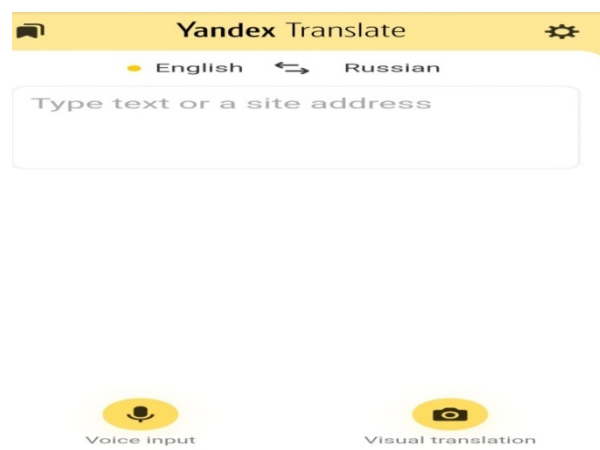 Yandex Translate
English Russian
Type text or a site address
Voice input Visual translation